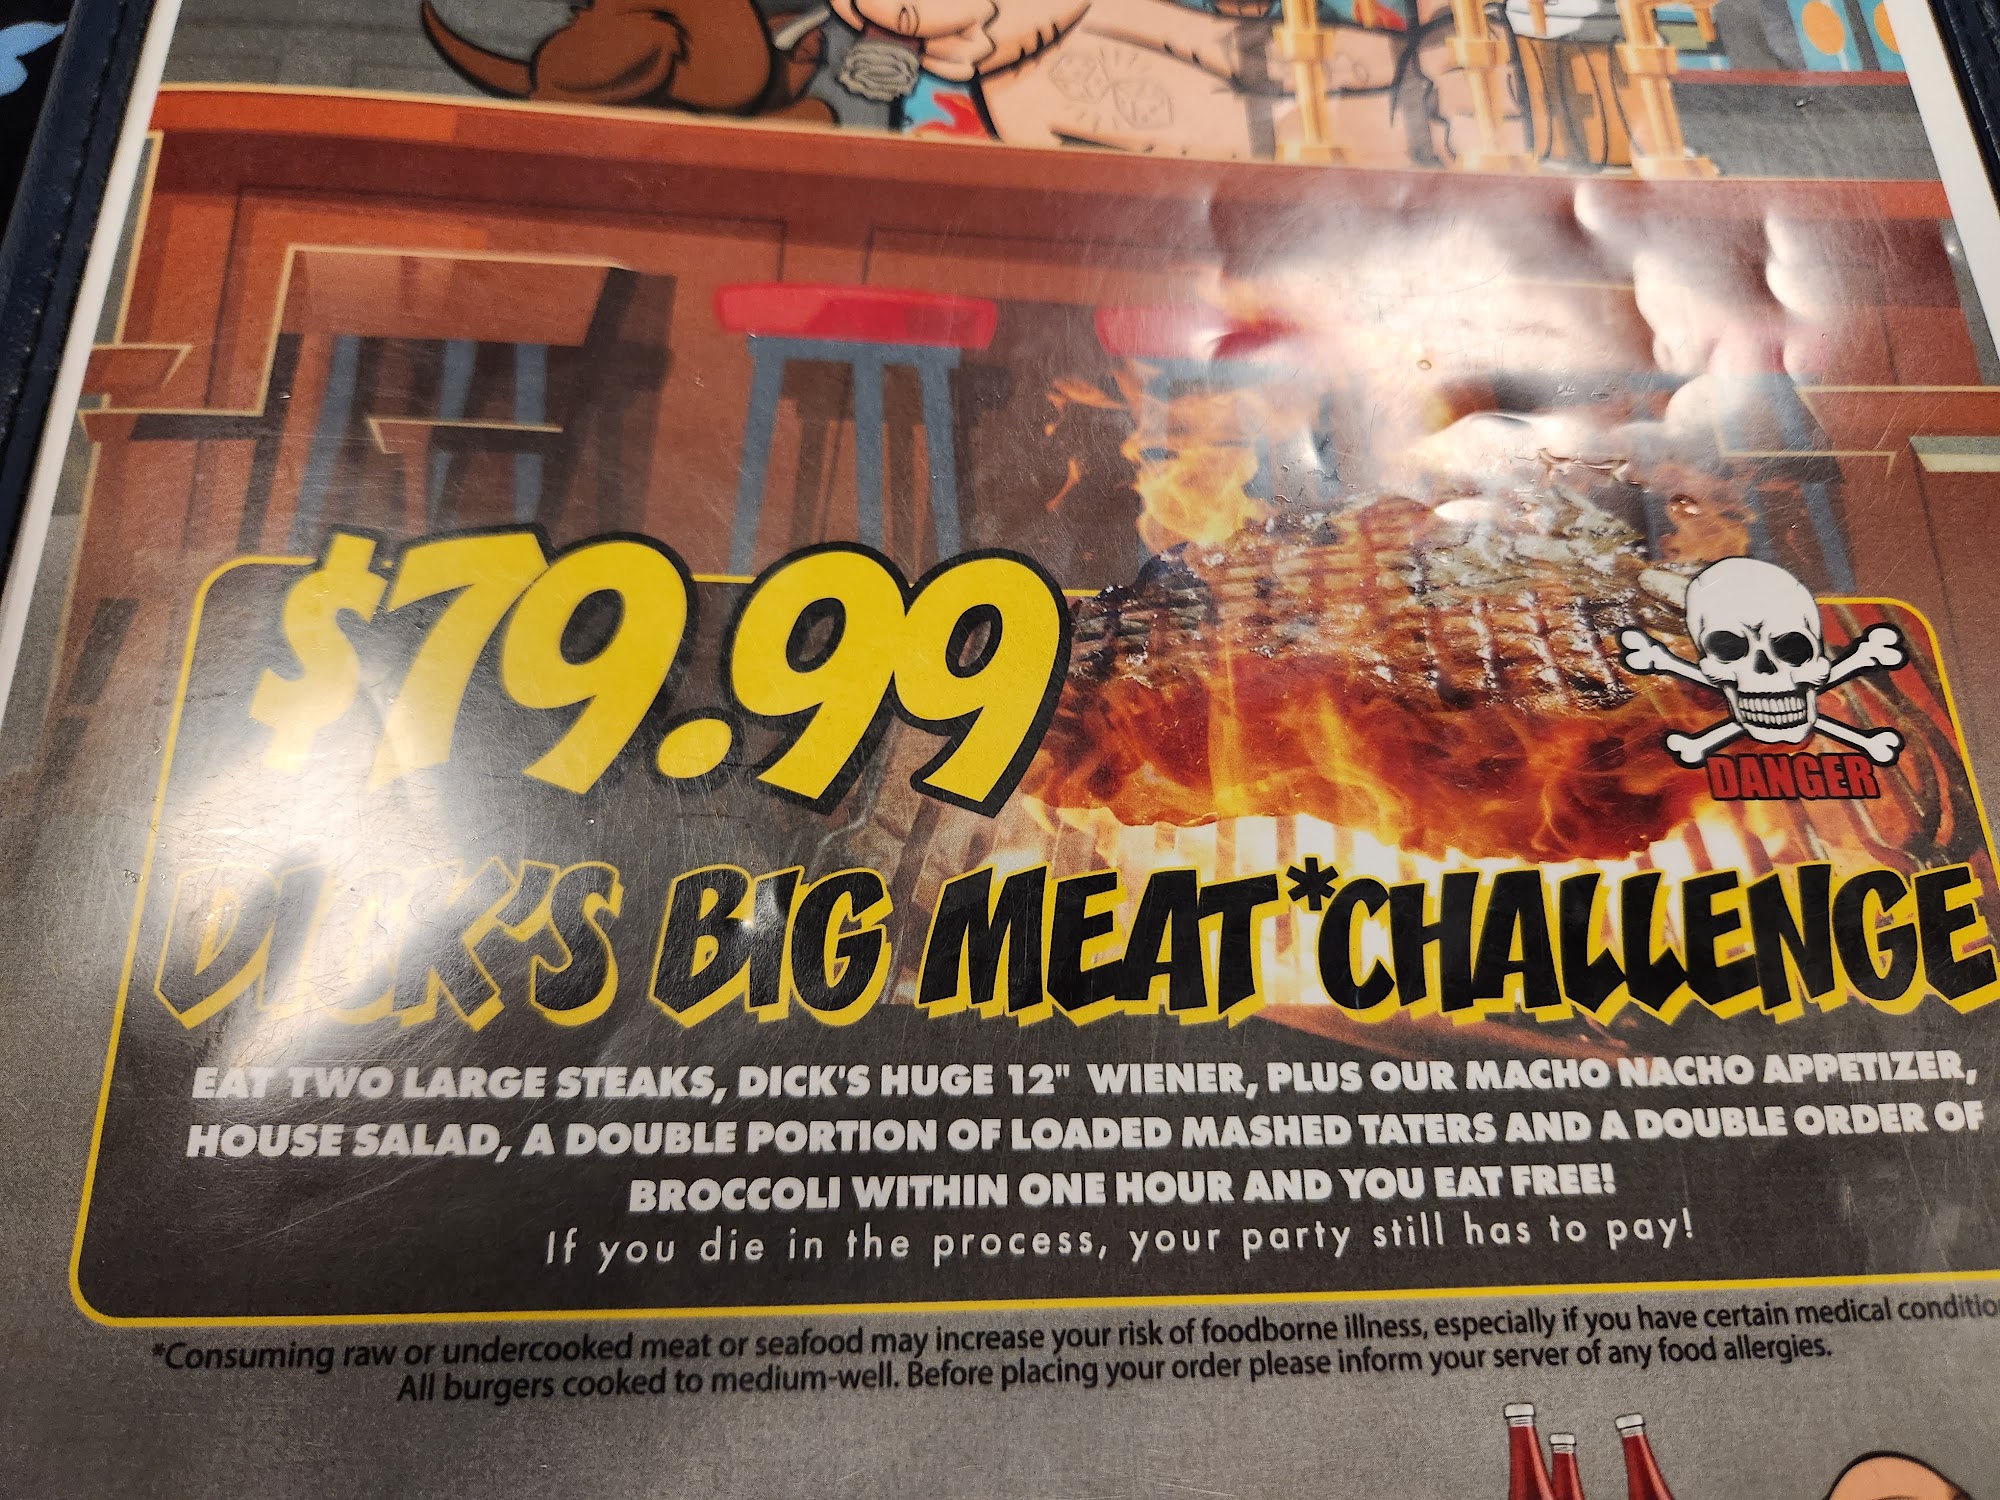 $79.99
DANGER
DICK'S BIG MEAT*CHALLENGE
EAT TWO LARGE STEAKS, DICK'S HUGE 12" WIENER, PLUS OUR MACHO NACHO APPETIZER,
HOUSE SALAD, A DOUBLE PORTION OF LOADED MASHED TATERS AND A DOUBLE ORDER OF
BROCCOLI WITHIN ONE HOUR AND YOU EAT FREE!
If you die in the process, your party still has to pay!
*Consuming raw or undercooked meat or seafood may increase your risk of foodborne illness, especially if you have certain medical conditio
All burgers cooked to medium-well. Before placing your order please inform your server of any food allergies.